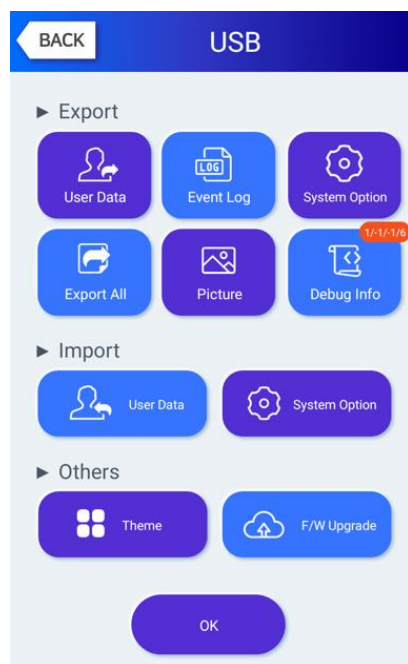 BACK
USB
► Export
User Data
LOG
Event Log
System Option
1/-1/-1/6
Export All
Picture
Debug Info
► Import
User Data
System Option
► Others
Theme
F/W Upgrade
OK